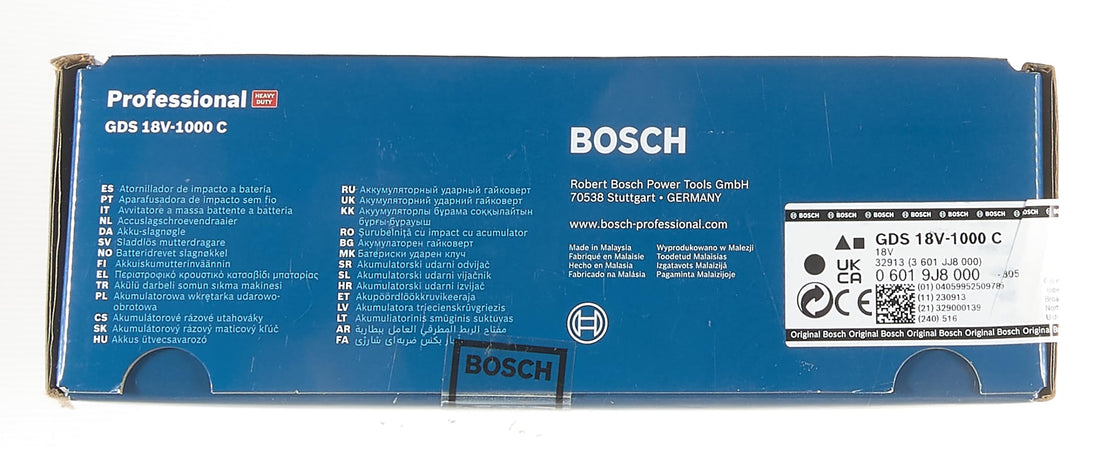 Professional HEAVY DUTY
GDS 18V-1000 C
ES Atornillador de impacto a batería
PT Aparafusadora de impacto sem fio
IT Avvitatore a massa battente a batteria
NL Accuslagschroevendraaier
DA Akku-slagnøgle
SV Sladdlös mutterdragare
NO Batteridrevet slagnøkkel
FI Akkuiskumutterinväännin
EL Περιστροφικό κρουστικό κατσαβίδι μπαταρίας
TR Akülü darbeli somun sıkma makinesi
PL Akumulatorowa wkrętarka udarowo-
obrotowa
CS Akumulátorové rázové utahováky
SK Akumulátorový rázový maticový kľúč
HU Akkus ütvecsavarozó
RU Аккумуляторный ударный гайковерт
UK Акумуляторний ударний гайковерт
KK Аккумуляторлы бурама соққылайтын
бұрғы-бұрауыш
RO Șurubelniță cu impact cu acumulator
BG Акумулаторен гайковерт
MK Батериски ударен клуч
SR Akumulatorski udarni odvijač
SL Akumulatorski udarni vijačnik
HR Akumulatorski udarni izvijač
ET Akupöördlöökkruvikeeraja
LV Akumulatora triecienskrūvgriezis
LT Akumuliatorinis smūginis suktuvas
AR مفتاح الربط المطرقي العامل ببطارية
FA بکس ضربه‌ای شارژی
BOSCH
BOSCH
Robert Bosch Power Tools GmbH
70538 Stuttgart • GERMANY
www.bosch-professional.com
Made in Malaysia
Fabriqué en Malaisie
Hecho en Malasia
Fabricado na Malásia
Wyprodukowano w Malezji
Toodetud Malaisias
Izgatavots Malaizijā
Pagaminta Malaizijoje
BOSCH BOSCH BOSCH BOSCH BOSCH BOSCH BOSCH
GDS 18V-1000 C
18V
32913 (3 601 JJ8 000)
0 601 9J8 000
805
(01) 0405995250978
(11) 230913
(21) 329000139
(240) 516
UK
CA
CE
Original Bosch Original Bosch Original Bosch Original Bosch Original Bosch